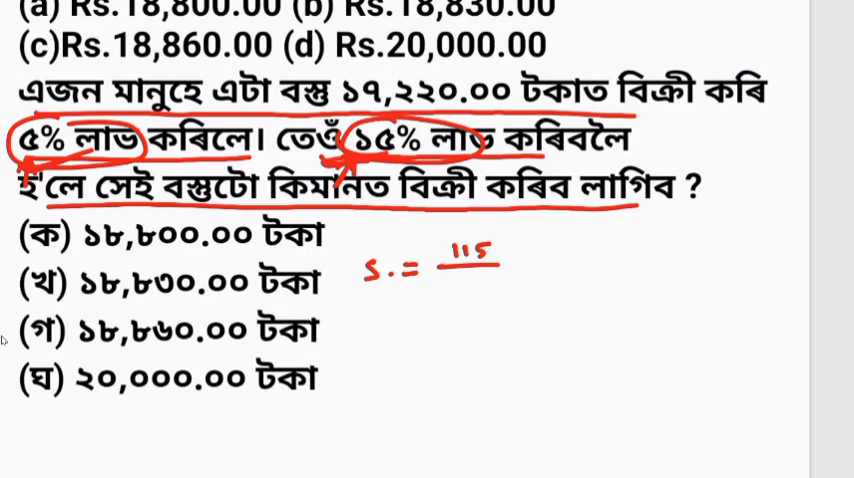 (a) Rs.18,800.00 (b) Rs.18,830.00
(c)Rs.18,860.00 (d) Rs.20,000.00
এজন মানুহে এটা বস্তু ১৭,২২০.০০ টকাত বিক্ৰী কৰি
৫% লাভ কৰিলে। তেওঁ ১৫% লাভ কৰিবলৈ
হ'লে সেই বস্তুটো কিমানত বিক্ৰী কৰিব লাগিব ?
(ক) ১৮,৮০০.০০ টকা
(খ) ১৮,৮৩০.০০ টকা
(গ) ১৮,৮৬০.০০ টকা
(ঘ) ২০,০০০.০০ টকা
S. = 115